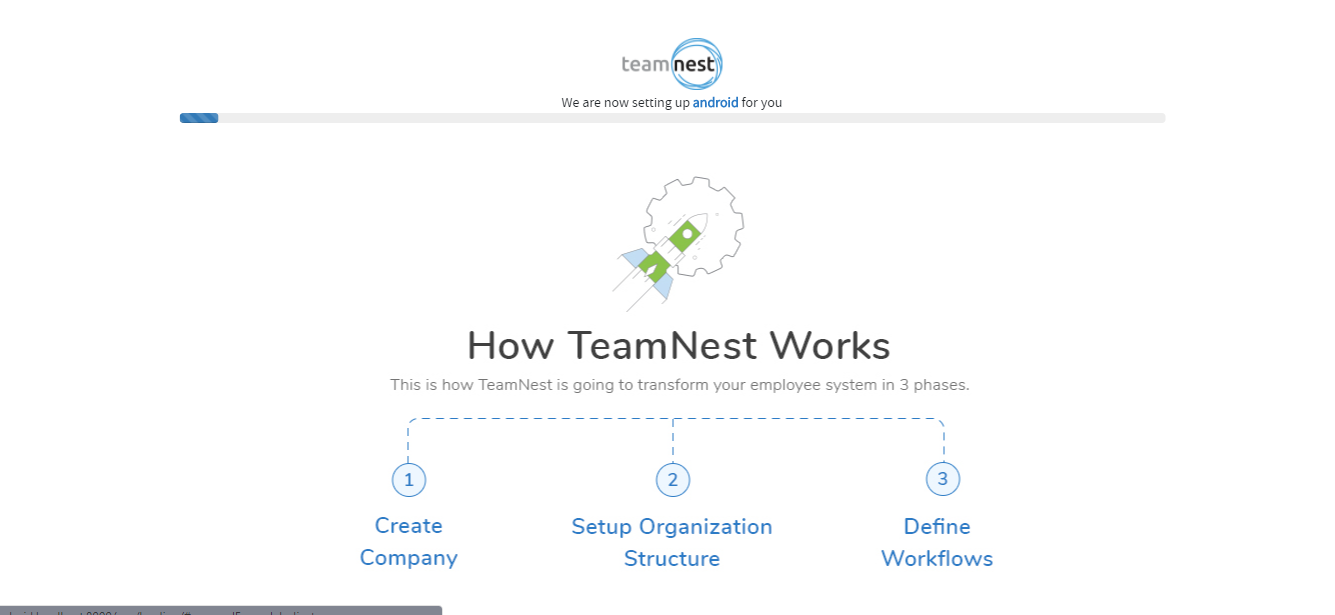 teamnest
We are now setting up android for you
How TeamNest Works
This is how TeamNest is going to transform your employee system in 3 phases.
1
2
3
Create
Company
Setup Organization
Structure
Define
Workflows